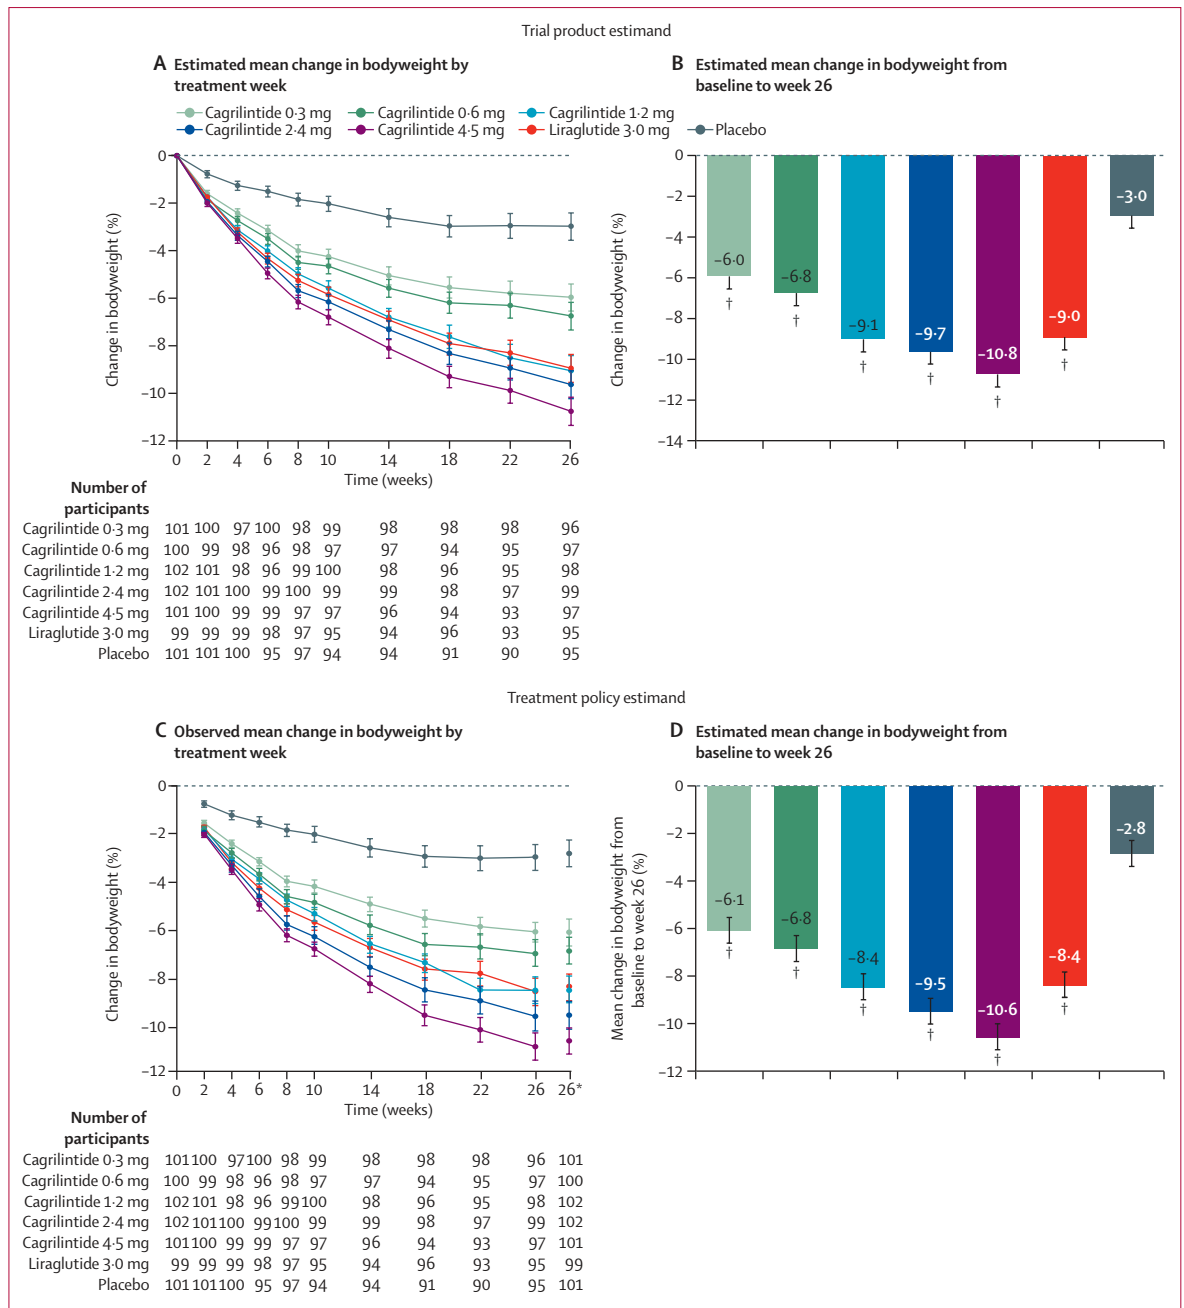 Trial product estimand
A Estimated mean change in bodyweight by
treatment week
Cagrilintide 0·3 mg Cagrilintide 0·6 mg Cagrilintide 1·2 mg
Cagrilintide 2·4 mg Cagrilintide 4·5 mg Liraglutide 3·0 mg Placebo
Change in bodyweight (%)
0
−2
−4
−6
−8
−10
−12
0 2 4 6 8 10 14 18 22 26
Time (weeks)
B Estimated mean change in bodyweight from
baseline to week 26
Change in bodyweight (%)
0
−2
−4
−6
−8
−10
−12
−14
−6·0 −6·8 −9·1 −9·7 −10·8 −9·0 −3·0
† † † † † †
Number of
participants
Cagrilintide 0·3 mg 101 100 97 100 98 99 98 98 98 96
Cagrilintide 0·6 mg 100 99 98 96 98 97 97 94 95 97
Cagrilintide 1·2 mg 102 101 98 96 99 100 98 96 95 98
Cagrilintide 2·4 mg 102 101 100 99 100 99 99 98 97 99
Cagrilintide 4·5 mg 101 100 99 99 97 97 96 94 93 97
Liraglutide 3·0 mg 99 99 99 98 97 95 94 96 93 95
Placebo 101 101 100 95 97 94 94 91 90 95
Treatment policy estimand
C Observed mean change in bodyweight by
treatment week
Change in bodyweight (%)
0
−2
−4
−6
−8
−10
−12
0 2 4 6 8 10 14 18 22 26 26*
Time (weeks)
D Estimated mean change in bodyweight from
baseline to week 26
Mean change in bodyweight from
baseline to week 26 (%)
0
−2
−4
−6
−8
−10
−12
−6·1 −6·8 −8·4 −9·5 −10·6 −8·4 −2·8
† † † † † †
Number of
participants
Cagrilintide 0·3 mg 101 100 97 100 98 99 98 98 98 96 101
Cagrilintide 0·6 mg 100 99 98 96 98 97 97 94 95 97 100
Cagrilintide 1·2 mg 102 101 98 96 99 100 98 96 95 98 102
Cagrilintide 2·4 mg 102 101 100 99 100 99 99 98 97 99 102
Cagrilintide 4·5 mg 101 100 99 99 97 97 96 94 93 97 101
Liraglutide 3·0 mg 99 99 99 98 97 95 94 96 93 95 99
Placebo 101 101 100 95 97 94 94 91 90 95 101